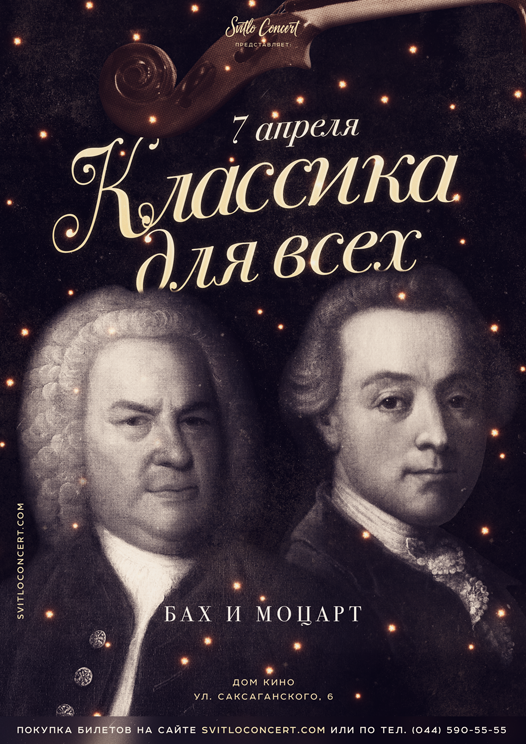 Svitlo Concert
ПРЕДСТАВЛЯЕТ:
7 апреля
Классика
для всех
SVITLOCONCERT.COM
БАХ И МОЦАРТ
ДОМ КИНО
УЛ. САКСАГАНСКОГО, 6
ПОКУПКА БИЛЕТОВ НА САЙТЕ SVITLOCONCERT.COM ИЛИ ПО ТЕЛ. (044) 590-55-55